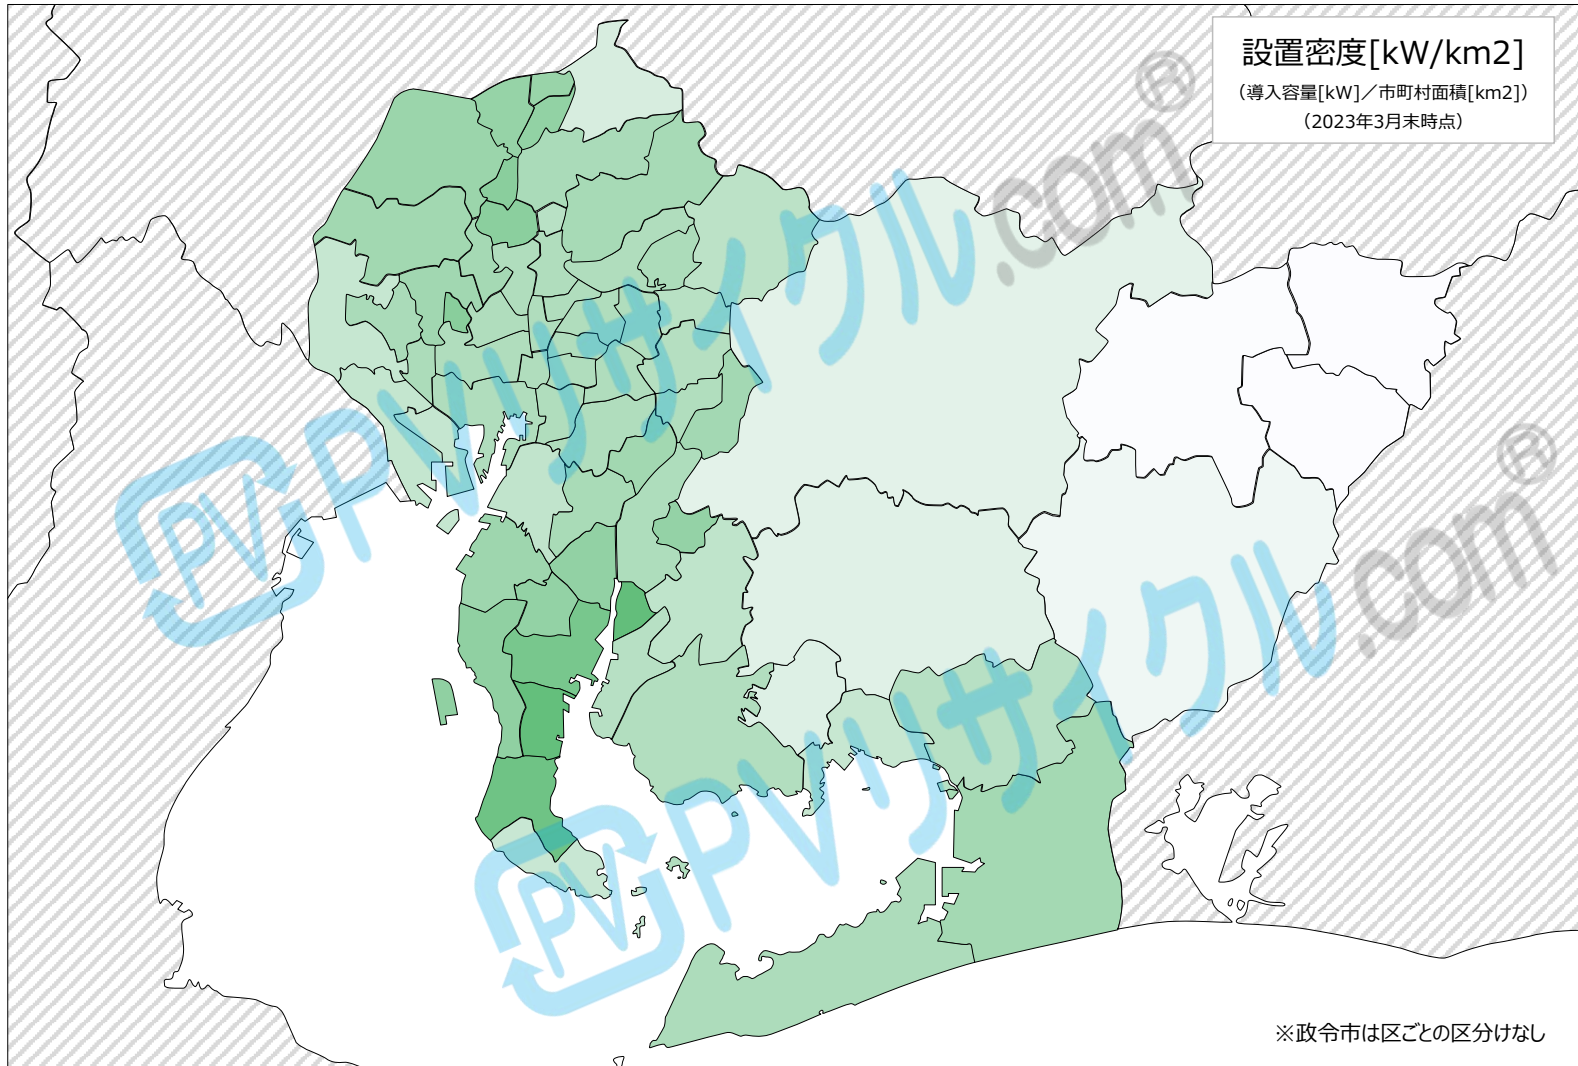 設置密度[kW/km2]
（導入容量[kW]／市町村面積[km2]）
（2023年3月末時点）
PV PVリサイクル.com®
PV PVリサイクル.com®
※政令市は区ごとの区分けなし